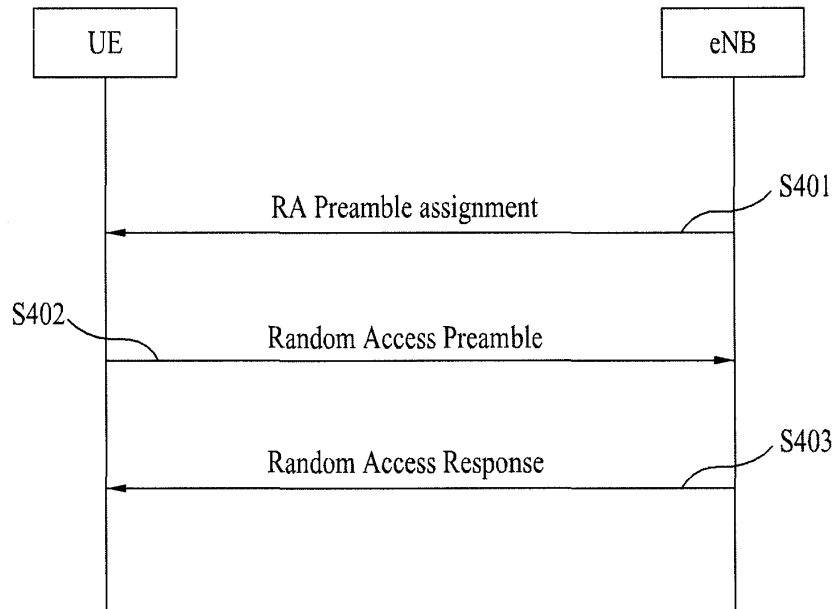 UE
eNB
S401
RA Preamble assignment
S402
Random Access Preamble
S403
Random Access Response